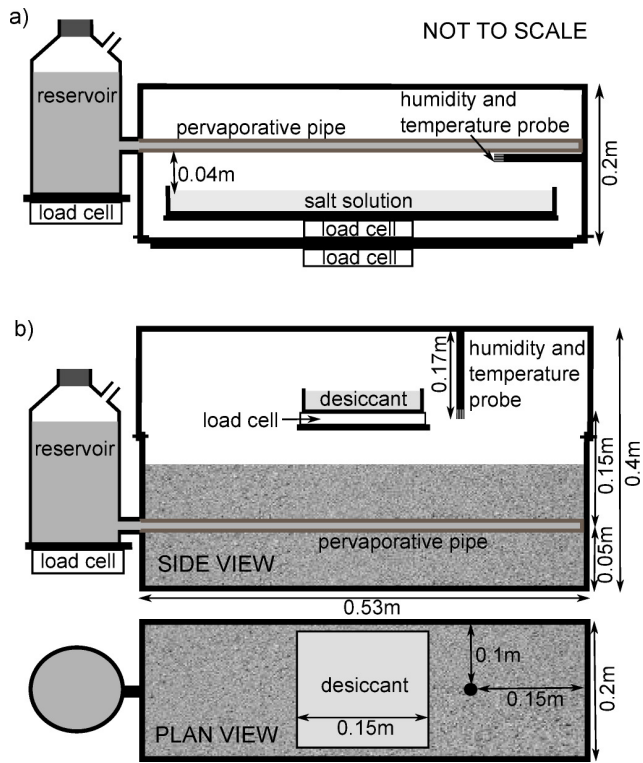 a)
NOT TO SCALE
reservoir
humidity and
temperature probe
pervaporative pipe
0.04m
0.2m
salt solution
load cell
load cell
load cell
b)
0.17m
humidity and
temperature
probe
desiccant
load cell
reservoir
0.15m
0.4m
pervaporative pipe
0.05m
SIDE VIEW
load cell
0.53m
0.1m
desiccant
0.15m
0.15m
0.2m
PLAN VIEW